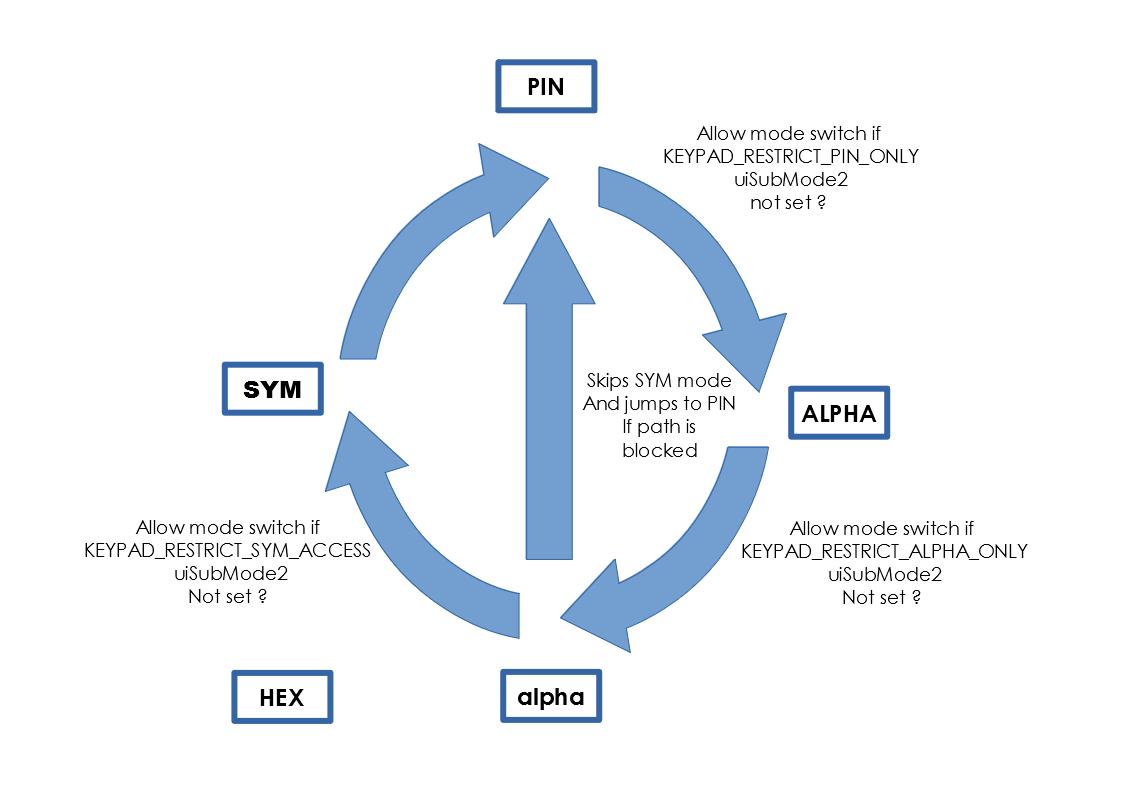 PIN
Allow mode switch if
KEYPAD_RESTRICT_PIN_ONLY
uiSubMode2
not set ?
SYM
Skips SYM mode
And jumps to PIN
If path is
blocked
ALPHA
Allow mode switch if
KEYPAD_RESTRICT_SYM_ACCESS
uiSubMode2
Not set ?
Allow mode switch if
KEYPAD_RESTRICT_ALPHA_ONLY
uiSubMode2
Not set ?
HEX
alpha